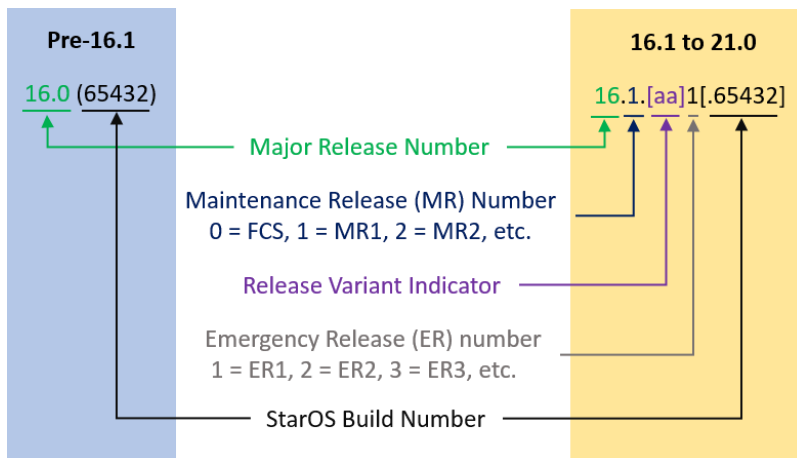 Pre-16.1
16.1 to 21.0
16.0 (65432)
16.1.[aa]1[.65432]
Major Release Number
Maintenance Release (MR) Number
0 = FCS, 1 = MR1, 2 = MR2, etc.
Release Variant Indicator
Emergency Release (ER) number
1 = ER1, 2 = ER2, 3 = ER3, etc.
StarOS Build Number